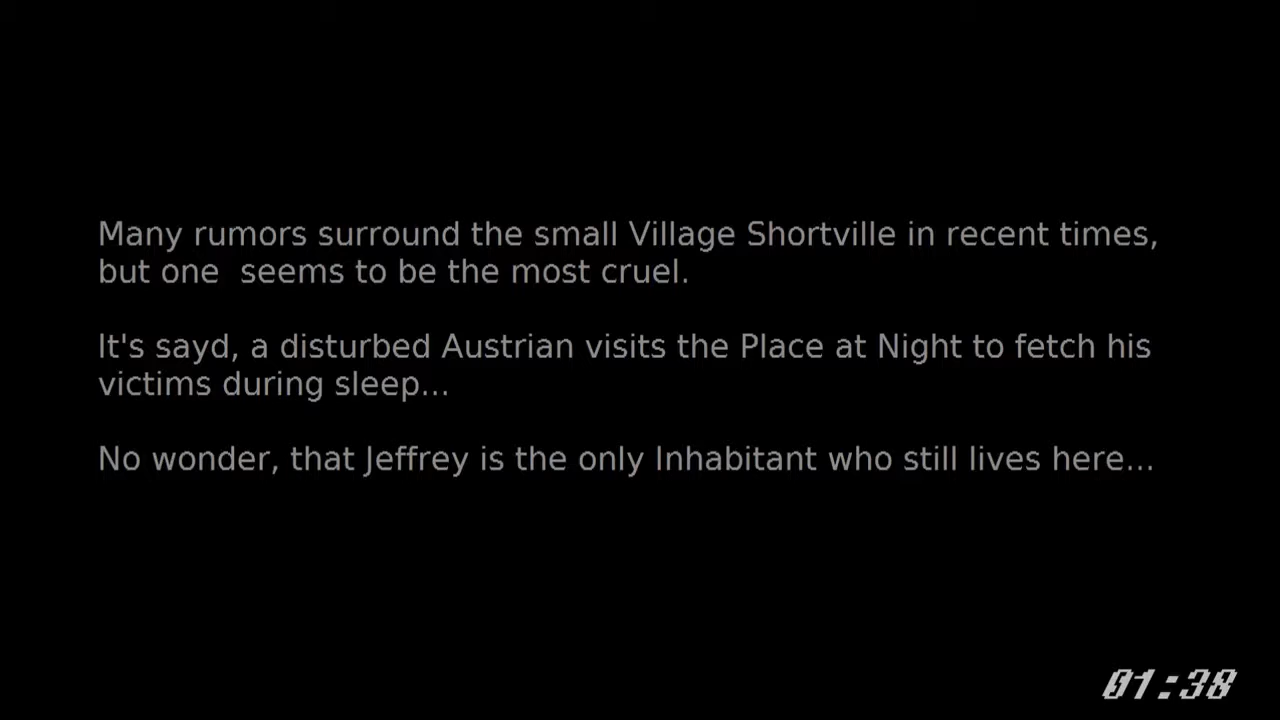 Many rumors surround the small Village Shortville in recent times,
but one  seems to be the most cruel.
It's sayd, a disturbed Austrian visits the Place at Night to fetch his
victims during sleep...
No wonder, that Jeffrey is the only Inhabitant who still lives here...
01:38